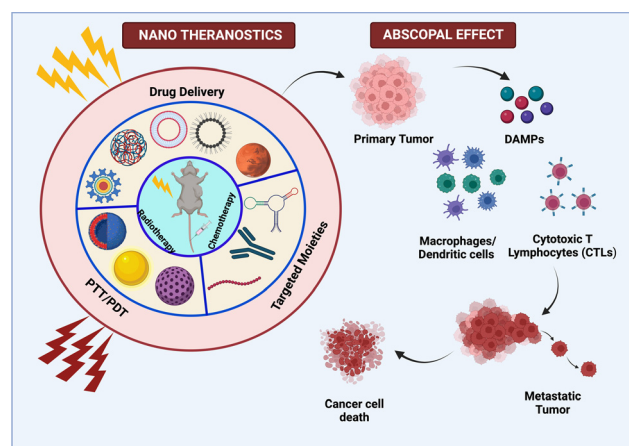 NANO THERANOSTICS
ABSCOPAL EFFECT
Drug Delivery
Radiotherapy
Chemotherapy
PTT/PDT
Targeted Moieties
Primary Tumor
DAMPs
Macrophages/
Dendritic cells
Cytotoxic T
Lymphocytes (CTLs)
Metastatic
Tumor
Cancer cell
death